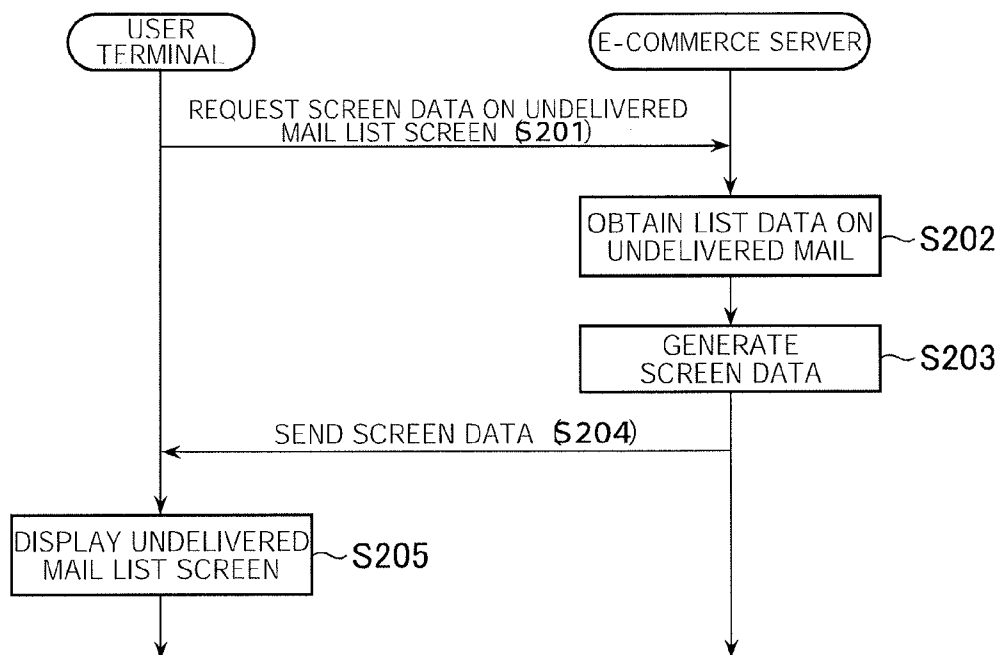 USER
TERMINAL
E-COMMERCE SERVER
REQUEST SCREEN DATA ON UNDELIVERED
MAIL LIST SCREEN (S201)
OBTAIN LIST DATA ON
UNDELIVERED MAIL
S202
GENERATE
SCREEN DATA
S203
SEND SCREEN DATA (S204)
DISPLAY UNDELIVERED
MAIL LIST SCREEN
S205